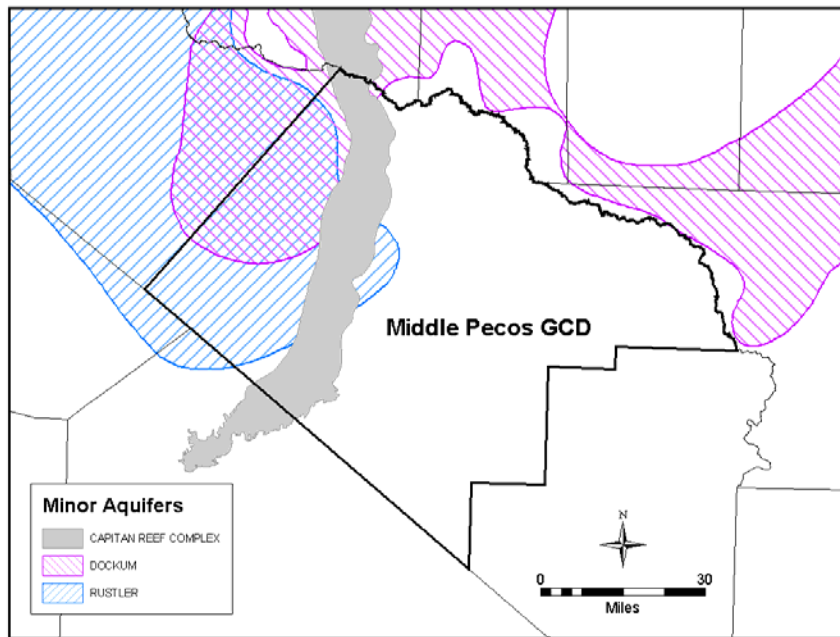 Middle Pecos GCD
Minor Aquifers
CAPITAN REEF COMPLEX
DOCKUM
RUSTLER
N
0 30
Miles